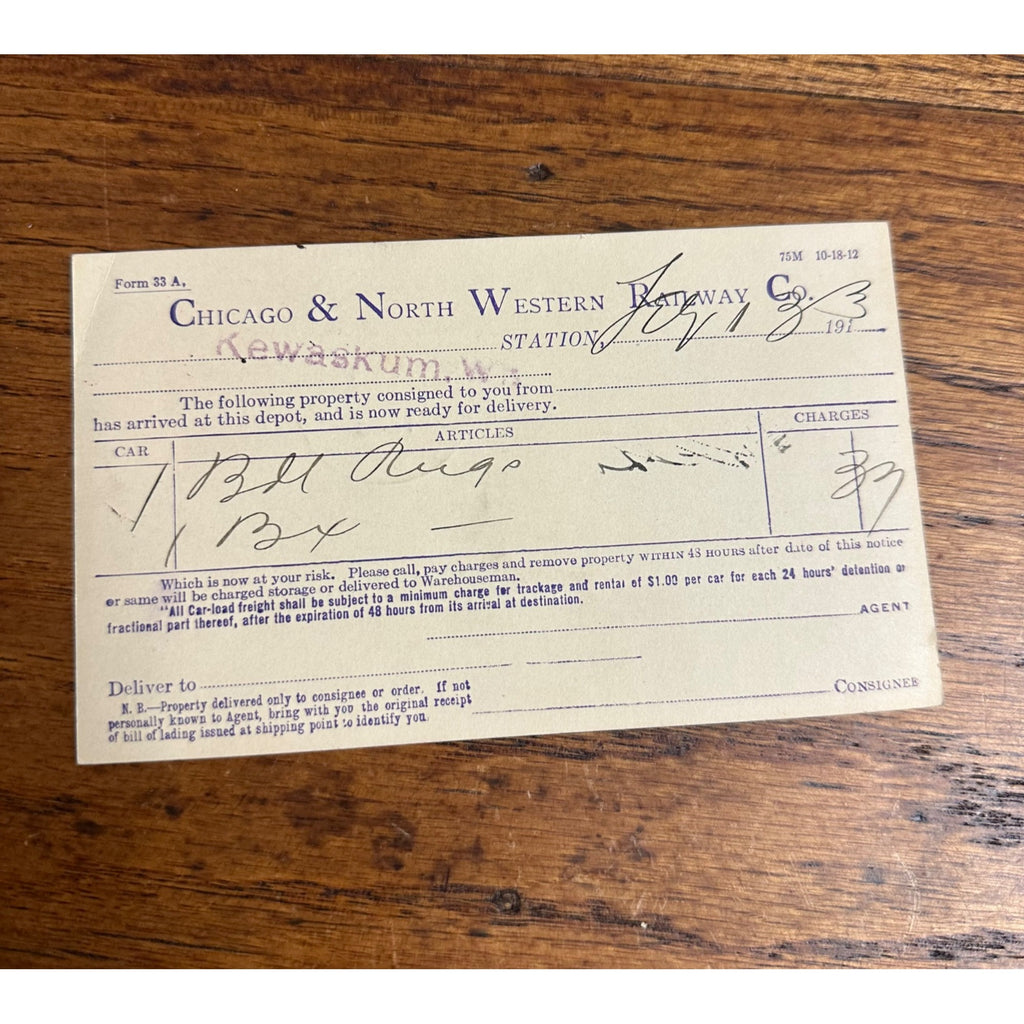 Form 33 A,
75M 10-18-12
CHICAGO & NORTH WESTERN RAILWAY CO.
Kewaskum, W
STATION, 13 1913
The following property consigned to you from
has arrived at this depot, and is now ready for delivery.
CAR ARTICLES CHARGES
1 Bdl Rugs 37
1 Bx —
Which is now at your risk. Please call, pay charges and remove property WITHIN 48 HOURS after date of this notice
or same will be charged storage or delivered to Warehouseman.
"All Car-load freight shall be subject to a minimum charge for trackage and rental of $1.00 per car for each 24 hours' detention or
fractional part thereof, after the expiration of 48 hours from its arrival at destination.
AGENT
Deliver to
CONSIGNEE
N. B.—Property delivered only to consignee or order. If not
personally known to Agent, bring with you the original receipt
of bill of lading issued at shipping point to identify you.